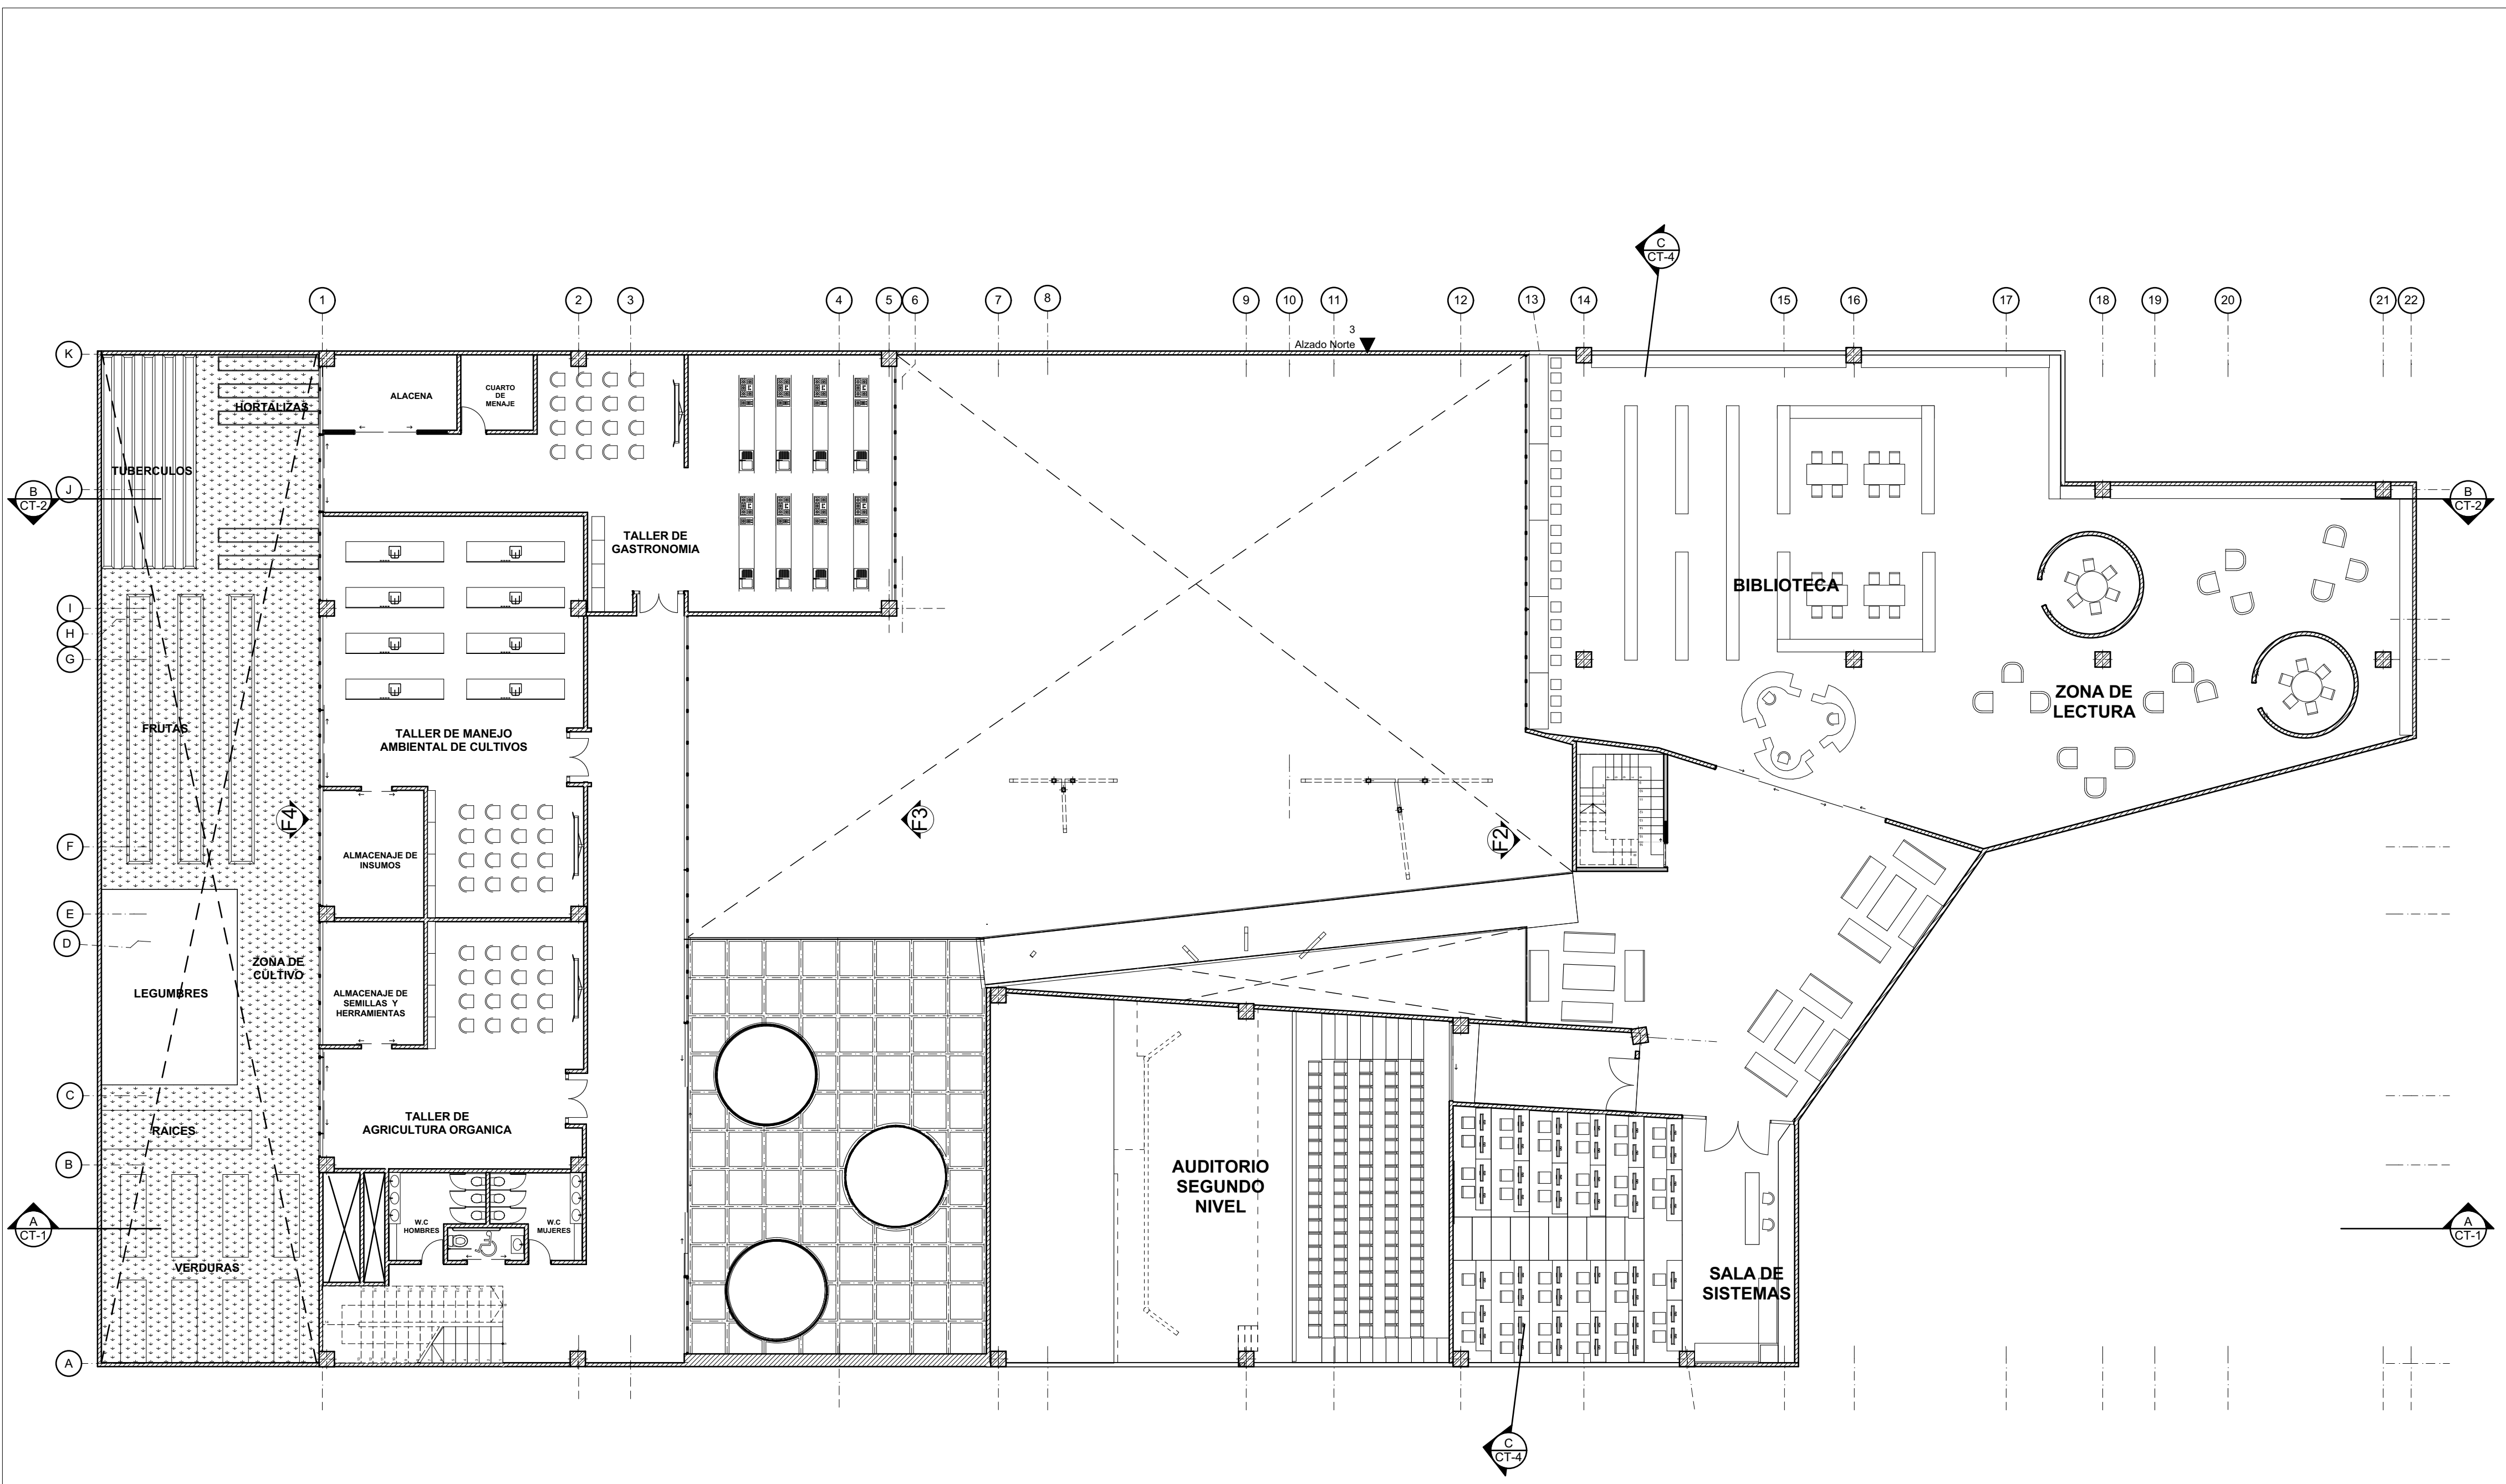 C
CT-4
1
2
3
4
5
6
7
8
9
10
11
12
13
14
15
16
17
18
19
20
21
22
3
Alzado Norte
K
J
I
H
G
F
E
D
C
B
A
B
CT-2
B
CT-2
A
CT-1
A
CT-1
HORTALIZAS
TUBERCULOS
FRUTAS
LEGUMBRES
ZONA DE
CULTIVO
RAICES
VERDURAS
F4
ALACENA
CUARTO
DE
MENAJE
TALLER DE
GASTRONOMIA
TALLER DE MANEJO
AMBIENTAL DE CULTIVOS
ALMACENAJE DE
INSUMOS
ALMACENAJE DE
SEMILLAS Y
HERRAMIENTAS
TALLER DE
AGRICULTURA ORGANICA
W.C
HOMBRES
W.C
MUJERES
F3
F2
BIBLIOTECA
ZONA DE
LECTURA
AUDITORIO
SEGUNDO
NIVEL
SALA DE
SISTEMAS
C
CT-4